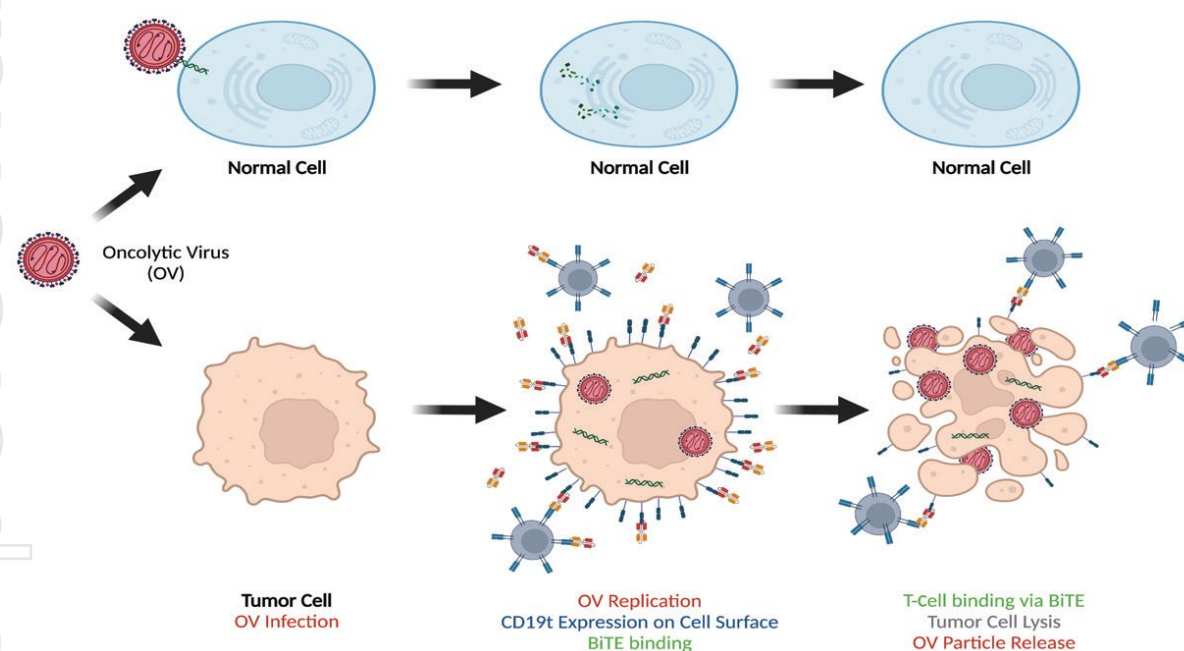 Normal Cell
Normal Cell
Normal Cell
Oncolytic Virus
(OV)
Tumor Cell
OV Infection
OV Replication
CD19t Expression on Cell Surface
BiTE binding
T-Cell binding via BiTE
Tumor Cell Lysis
OV Particle Release